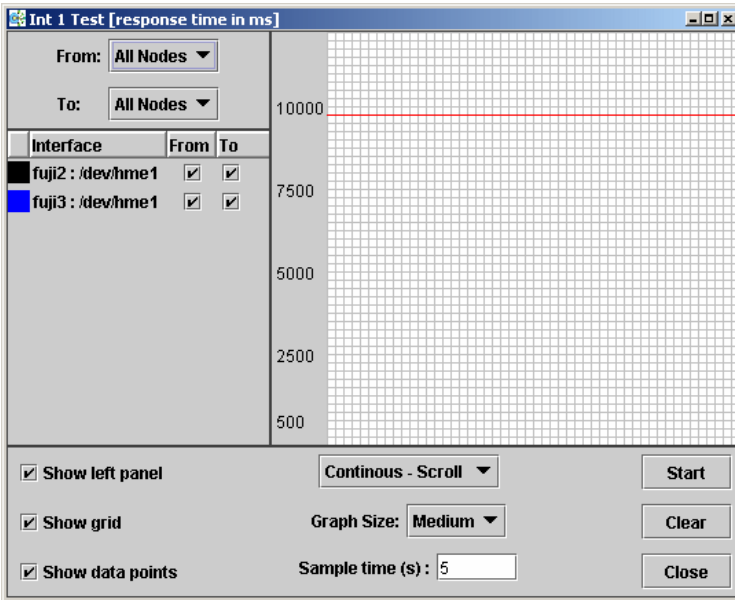 Int 1 Test [response time in ms]
From: All Nodes
To: All Nodes
Interface From To
fuji2 : /dev/hme1
fuji3 : /dev/hme1
10000
7500
5000
2500
500
Show left panel
Continous - Scroll
Start
Show grid
Graph Size: Medium
Clear
Show data points
Sample time (s) : 5
Close